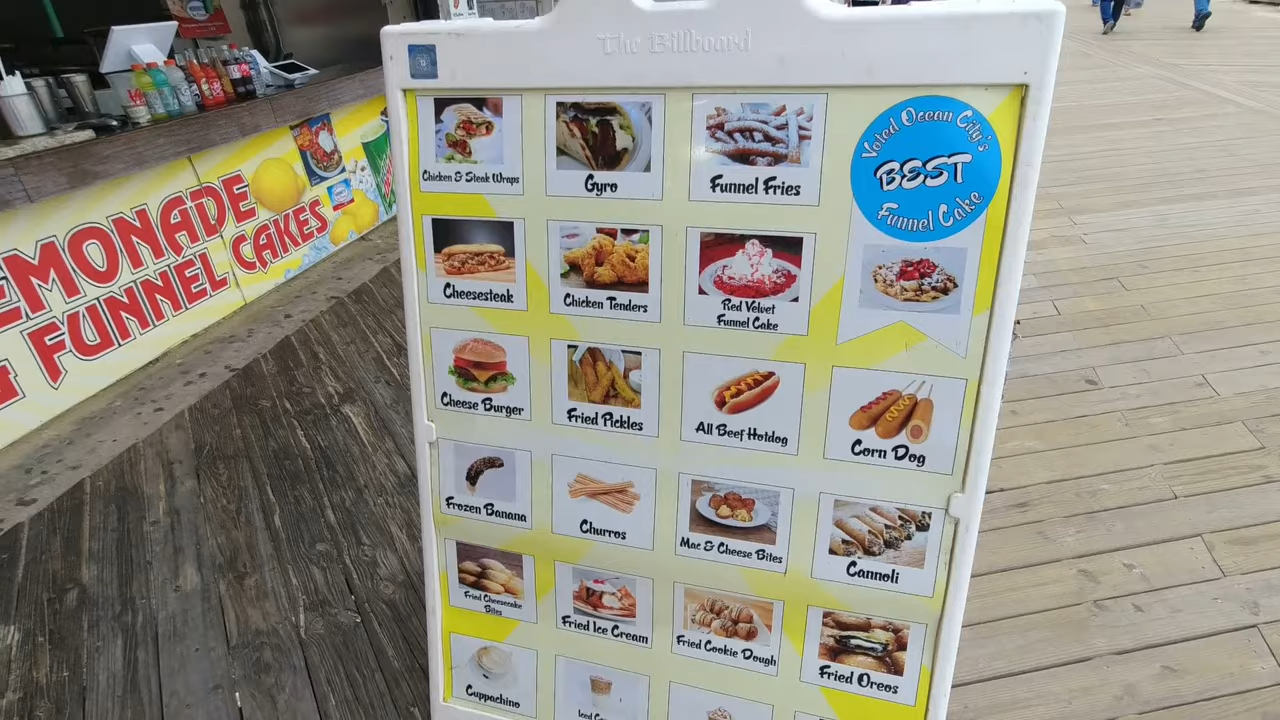 The Billboard
Chicken & Steak Wraps
Gyro
Funnel Fries
Voted Ocean City's
BEST
Funnel Cake
Cheesesteak
Chicken Tenders
Red Velvet
Funnel Cake
Cheese Burger
Fried Pickles
All Beef Hotdog
Corn Dog
Frozen Banana
Churros
Mac & Cheese Bites
Cannoli
Fried Cheesecake
Bites
Fried Ice Cream
Fried Cookie Dough
Fried Oreos
Cuppachino
Iced
EMONADE
& FUNNEL CAKES